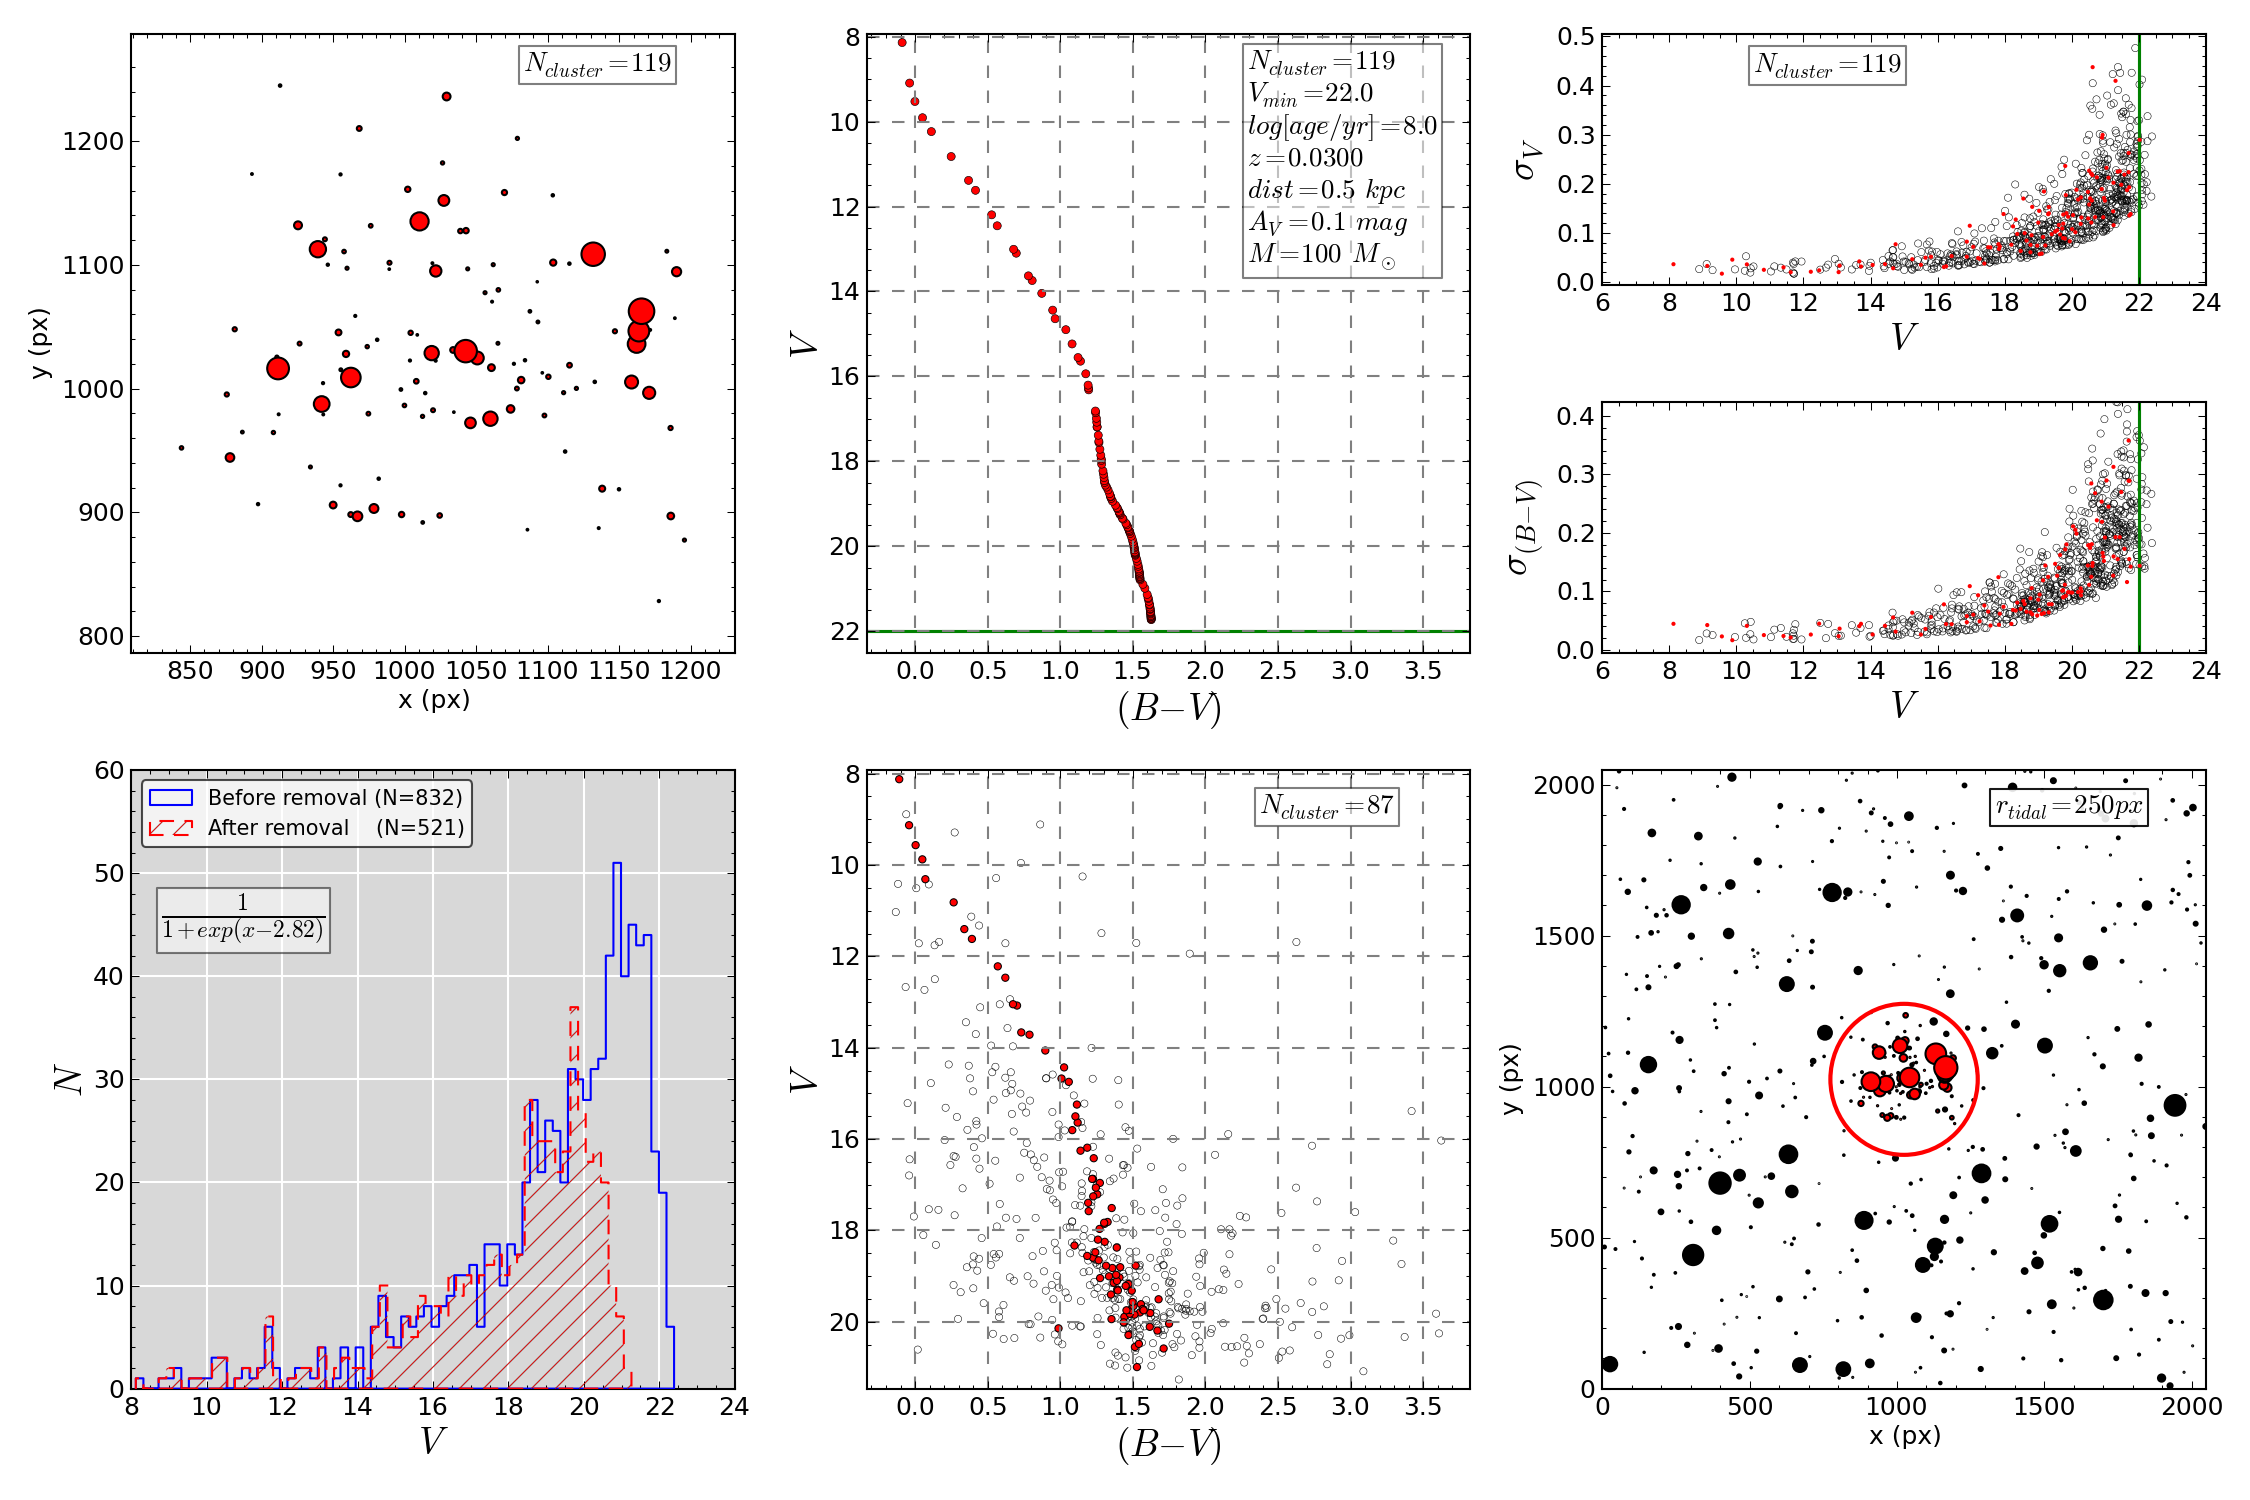 N_cluster=119
1200
1100
1000
900
800
y (px)
850 900 950 1000 1050 1100 1150 1200
x (px)
N_cluster=119
V_min=22.0
log[age/yr]=8.0
z=0.0300
dist=0.5 kpc
A_V=0.1 mag
M=100 M_⊙
8
10
12
14
16
18
20
22
V
0.0 0.5 1.0 1.5 2.0 2.5 3.0 3.5
(B−V)
N_cluster=119
0.5
0.4
0.3
0.2
0.1
0.0
σ_V
6 8 10 12 14 16 18 20 22 24
V
0.4
0.3
0.2
0.1
0.0
σ_(B−V)
6 8 10 12 14 16 18 20 22 24
V
Before removal (N=832)
After removal (N=521)
1
1+exp(x−2.82)
60
50
40
30
20
10
0
N
8 10 12 14 16 18 20 22 24
V
N_cluster=87
8
10
12
14
16
18
20
V
0.0 0.5 1.0 1.5 2.0 2.5 3.0 3.5
(B−V)
r_tidal=250px
2000
1500
1000
500
0
y (px)
0 500 1000 1500 2000
x (px)